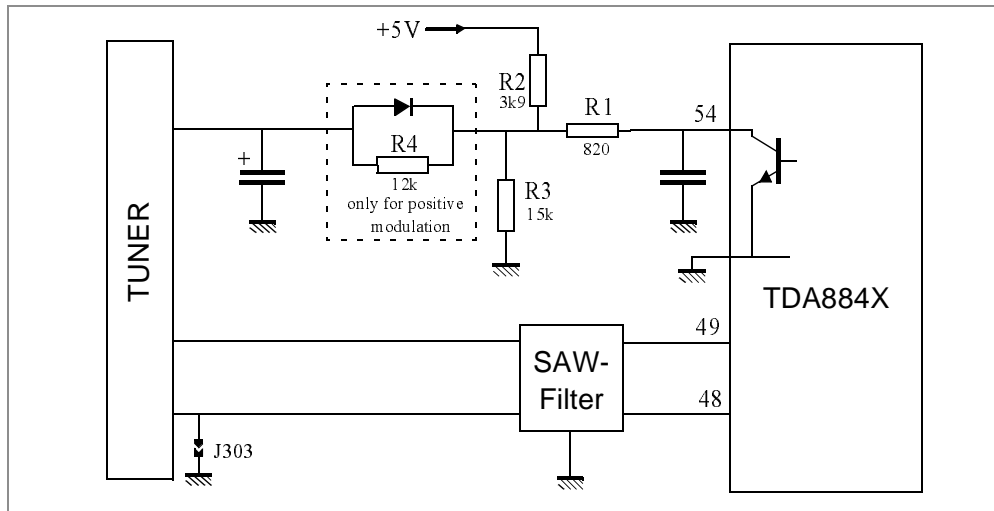 +5V
R2
3k9
R1
820
54
R4
12k
only for positive
modulation
+
R3
15k
TUNER
TDA884X
SAW-
Filter
49
48
J303